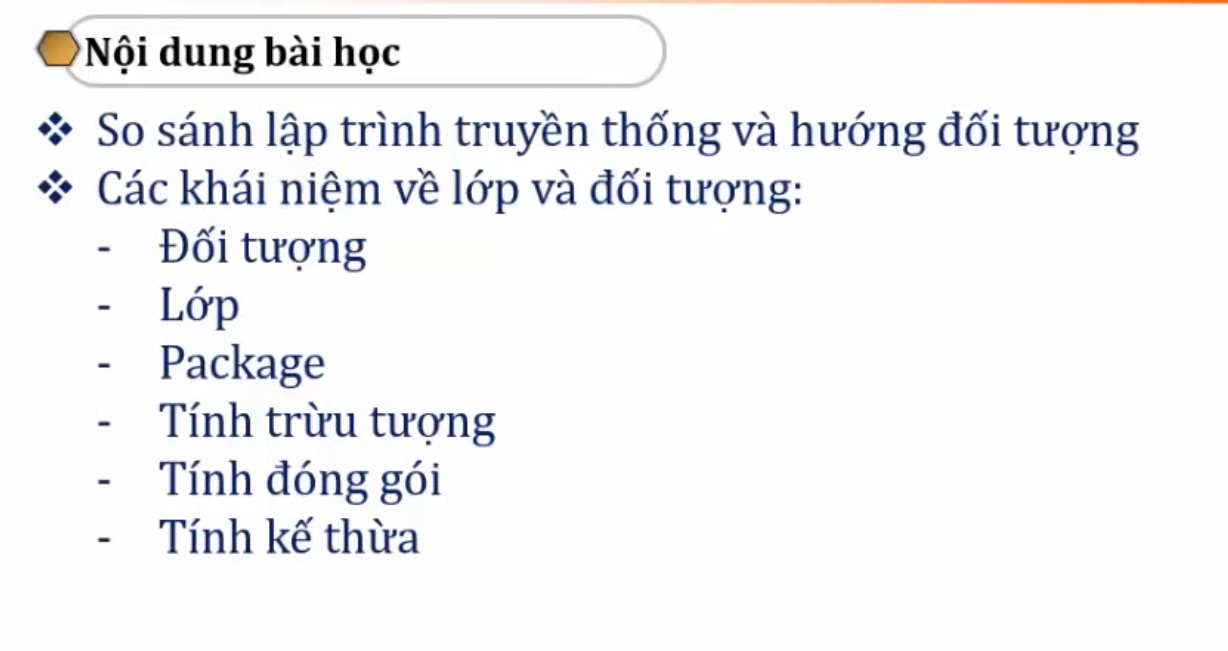 Nội dung bài học
❖ So sánh lập trình truyền thống và hướng đối tượng
❖ Các khái niệm về lớp và đối tượng:
- Đối tượng
- Lớp
- Package
- Tính trừu tượng
- Tính đóng gói
- Tính kế thừa